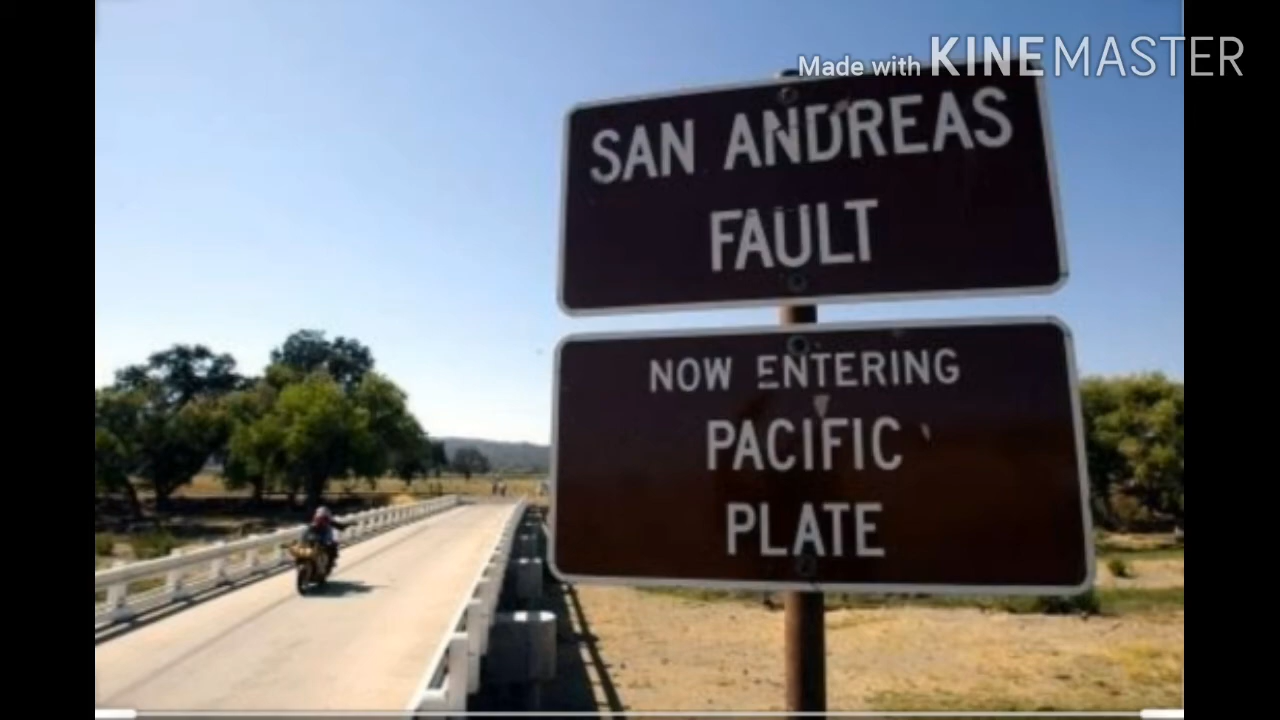 Made with KINEMASTER
SAN ANDREAS
FAULT
NOW ENTERING
PACIFIC
PLATE